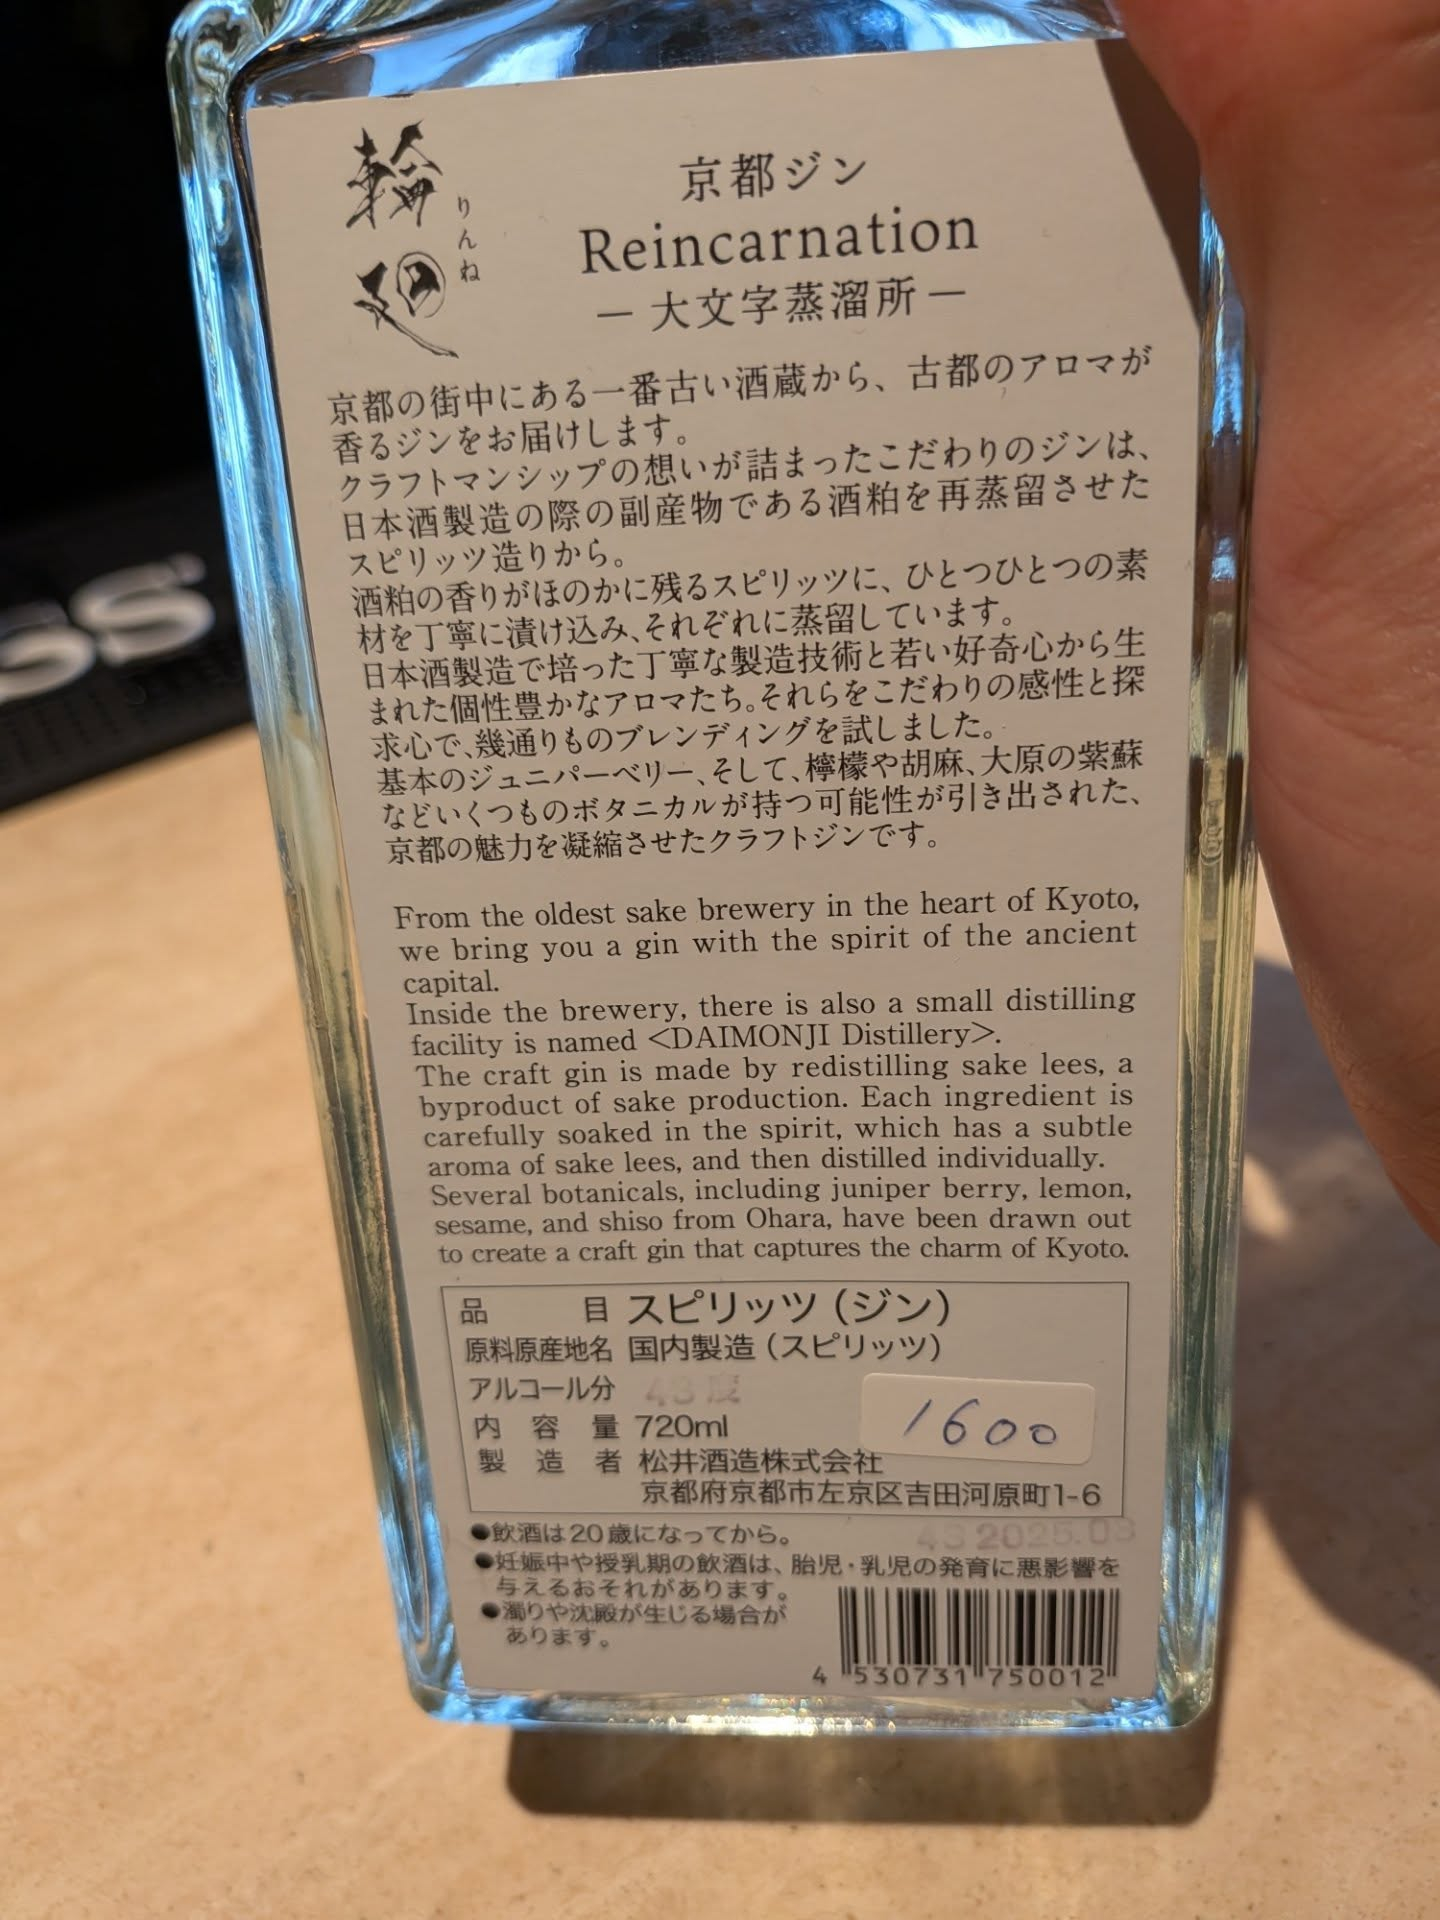 輪廻
りんね
京都ジン
Reincarnation
― 大文字蒸溜所 ―
京都の街中にある一番古い酒蔵から、古都のアロマが
香るジンをお届けします。
クラフトマンシップの想いが詰まったこだわりのジンは、
日本酒製造の際の副産物である酒粕を再蒸留させた
スピリッツ造りから。
酒粕の香りがほのかに残るスピリッツに、ひとつひとつの素
材を丁寧に漬け込み、それぞれに蒸留しています。
日本酒製造で培った丁寧な製造技術と若い好奇心から生
まれた個性豊かなアロマたち。それらをこだわりの感性と探
求心で、幾通りものブレンディングを試しました。
基本のジュニパーベリー、そして、檸檬や胡麻、大原の紫蘇
などいくつものボタニカルが持つ可能性が引き出された、
京都の魅力を凝縮させたクラフトジンです。
From the oldest sake brewery in the heart of Kyoto,
we bring you a gin with the spirit of the ancient
capital.
Inside the brewery, there is also a small distilling
facility is named <DAIMONJI Distillery>.
The craft gin is made by redistilling sake lees, a
byproduct of sake production. Each ingredient is
carefully soaked in the spirit, which has a subtle
aroma of sake lees, and then distilled individually.
Several botanicals, including juniper berry, lemon,
sesame, and shiso from Ohara, have been drawn out
to create a craft gin that captures the charm of Kyoto.
品目 スピリッツ（ジン）
原料原産地名 国内製造（スピリッツ）
アルコール分 43度
内容量 720ml
1600
製造者 松井酒造株式会社
京都府京都市左京区吉田河原町1-6
●飲酒は20歳になってから。
43 2025.03
●妊娠中や授乳期の飲酒は、胎児・乳児の発育に悪影響を
与えるおそれがあります。
●濁りや沈殿が生じる場合が
あります。
4 530731 750012